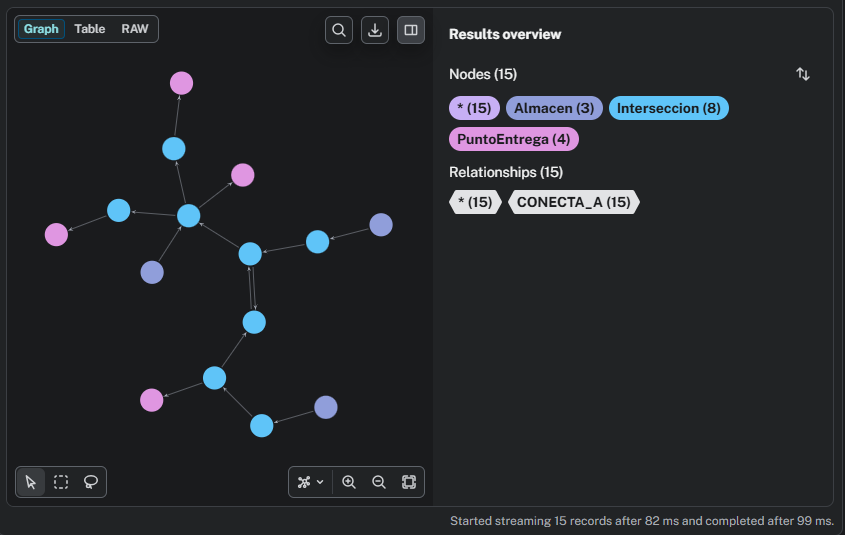 Graph Table RAW
Results overview
Nodes (15)
* (15) Almacen (3) Interseccion (8)
PuntoEntrega (4)
Relationships (15)
* (15) CONECTA_A (15)
Started streaming 15 records after 82 ms and completed after 99 ms.